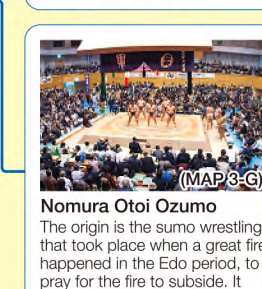 (MAP 3-G)
Nomura Otoi Ozumo
The origin is the sumo wrestling
that took place when a great fire
happened in the Edo period, to
pray for the fire to subside. It